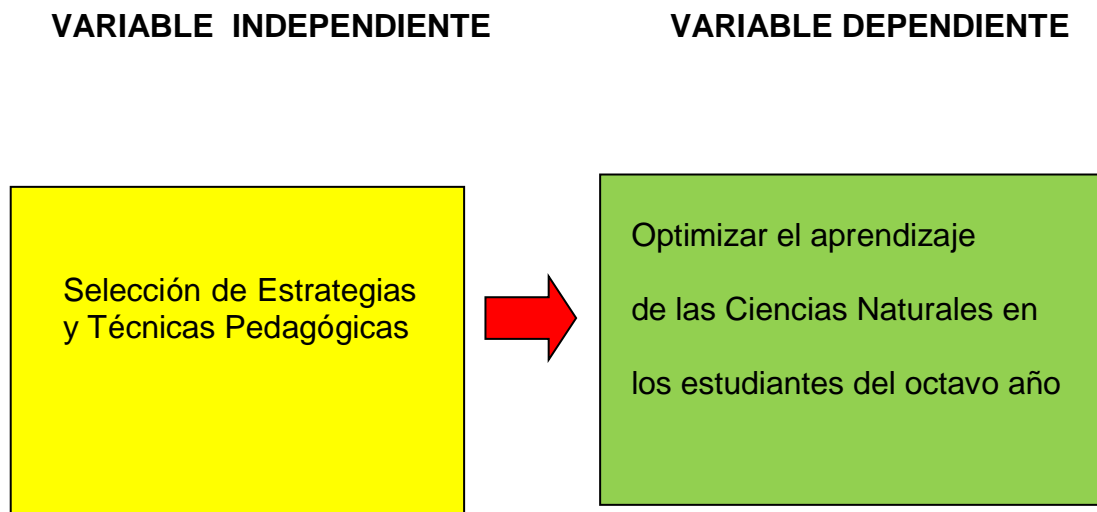 VARIABLE INDEPENDIENTE
VARIABLE DEPENDIENTE
Selección de Estrategias
y Técnicas Pedagógicas
Optimizar el aprendizaje
de las Ciencias Naturales en
los estudiantes del octavo año